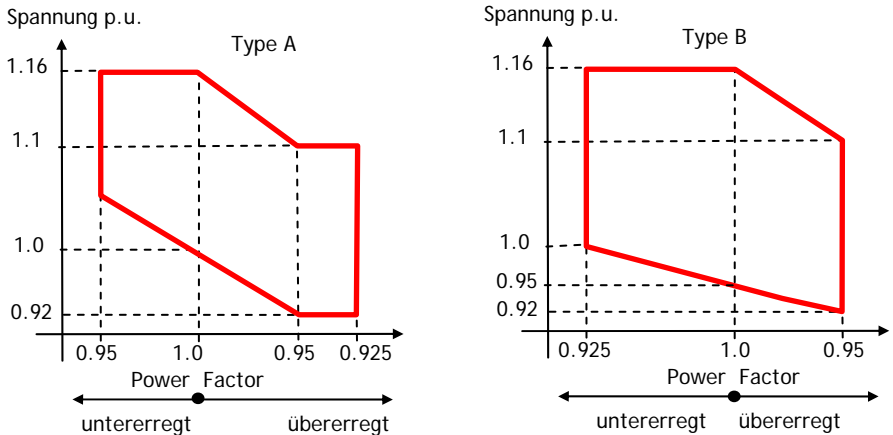 Spannung p.u.
Type A
1.16
1.1
1.0
0.92
0.95 1.0 0.95 0.925
Power Factor
untererregt übererregt
Spannung p.u.
Type B
1.16
1.1
1.0
0.95
0.92
0.925 1.0 0.95
Power Factor
untererregt übererregt